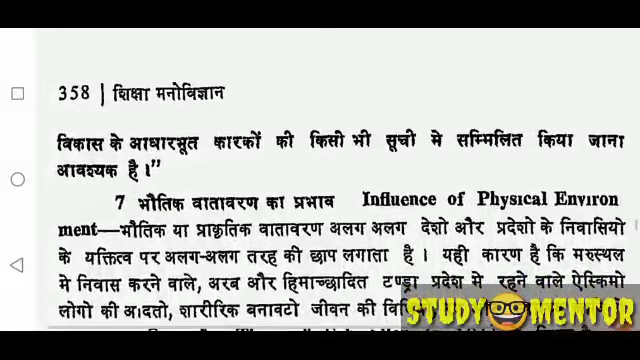 358 | शिक्षा मनोविज्ञान
विकास के आधारभूत कारकों की किसी भी सूची मे सम्मिलित किया जाना
आवश्यक है।”
7 भौतिक वातावरण का प्रभाव Influence of Physical Environ
ment—भौतिक या प्राकृतिक वातावरण अलग अलग देशो और प्रदेशो के निवासियो
के यक्तित्व पर अलग-अलग तरह की छाप लगाता है। यही कारण है कि मरुस्थल
मे निवास करने वाले, अरब और हिमाच्छादित टण्ड्रा प्रदेश मे रहने वाले ऐस्किमो
लोगो की आदतो, शारीरिक बनावटो जीवन की
STUDY MENTOR